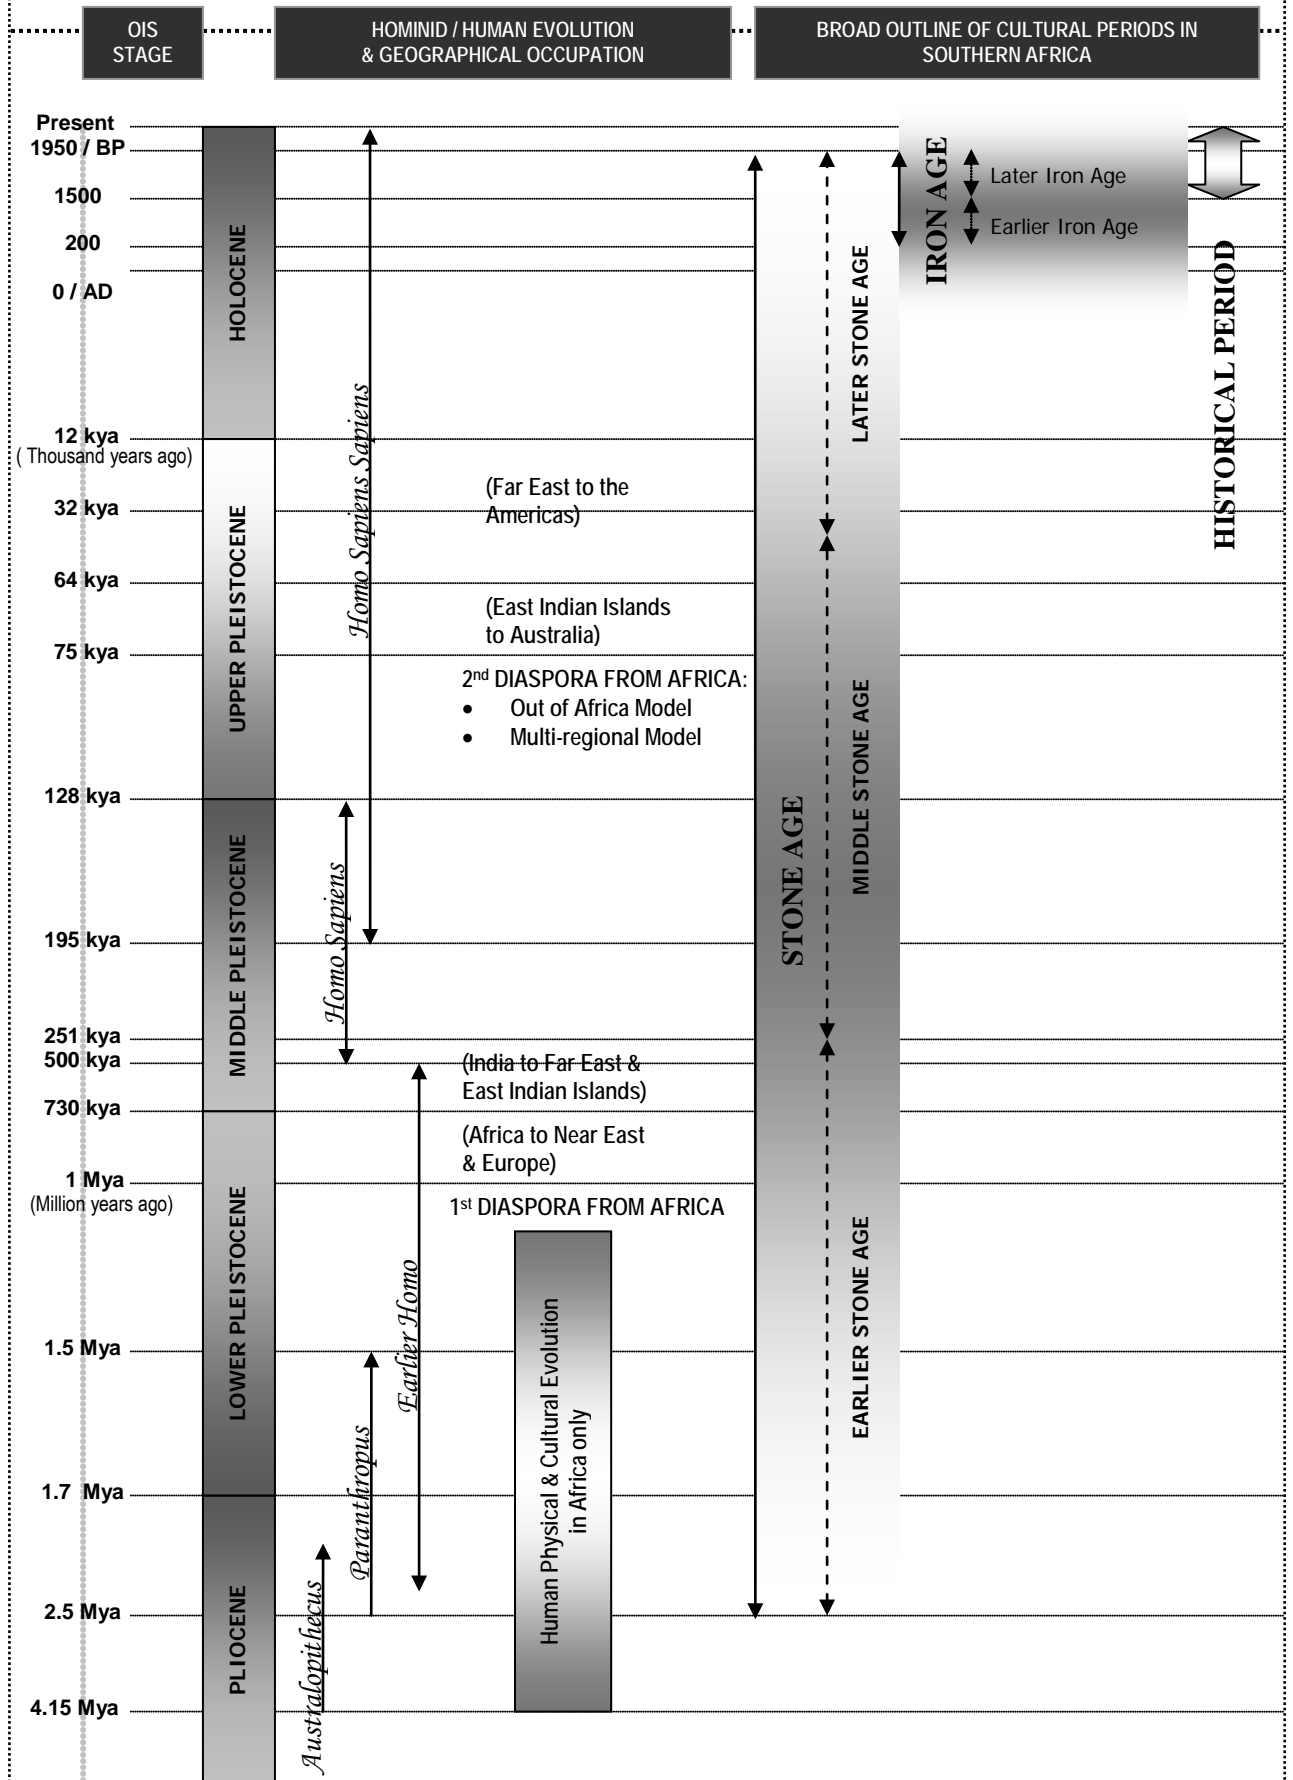 OIS
STAGE
HOMINID / HUMAN EVOLUTION
& GEOGRAPHICAL OCCUPATION
BROAD OUTLINE OF CULTURAL PERIODS IN
SOUTHERN AFRICA
Present
1950 / BP
1500
200
0 / AD
12 kya
( Thousand years ago)
32 kya
64 kya
75 kya
128 kya
195 kya
251 kya
500 kya
730 kya
1 Mya
(Million years ago)
1.5 Mya
1.7 Mya
2.5 Mya
4.15 Mya
HOLOCENE
UPPER PLEISTOCENE
MIDDLE PLEISTOCENE
LOWER PLEISTOCENE
PLIOCENE
Homo Sapiens Sapiens
Homo Sapiens
Earlier Homo
Paranthropus
Australopithecus
(Far East to the
Americas)
(East Indian Islands
to Australia)
2nd DIASPORA FROM AFRICA:
• Out of Africa Model
• Multi-regional Model
(India to Far East &
East Indian Islands)
(Africa to Near East
& Europe)
1st DIASPORA FROM AFRICA
Human Physical & Cultural Evolution
in Africa only
STONE AGE
LATER STONE AGE
MIDDLE STONE AGE
EARLIER STONE AGE
IRON AGE
Later Iron Age
Earlier Iron Age
HISTORICAL PERIOD